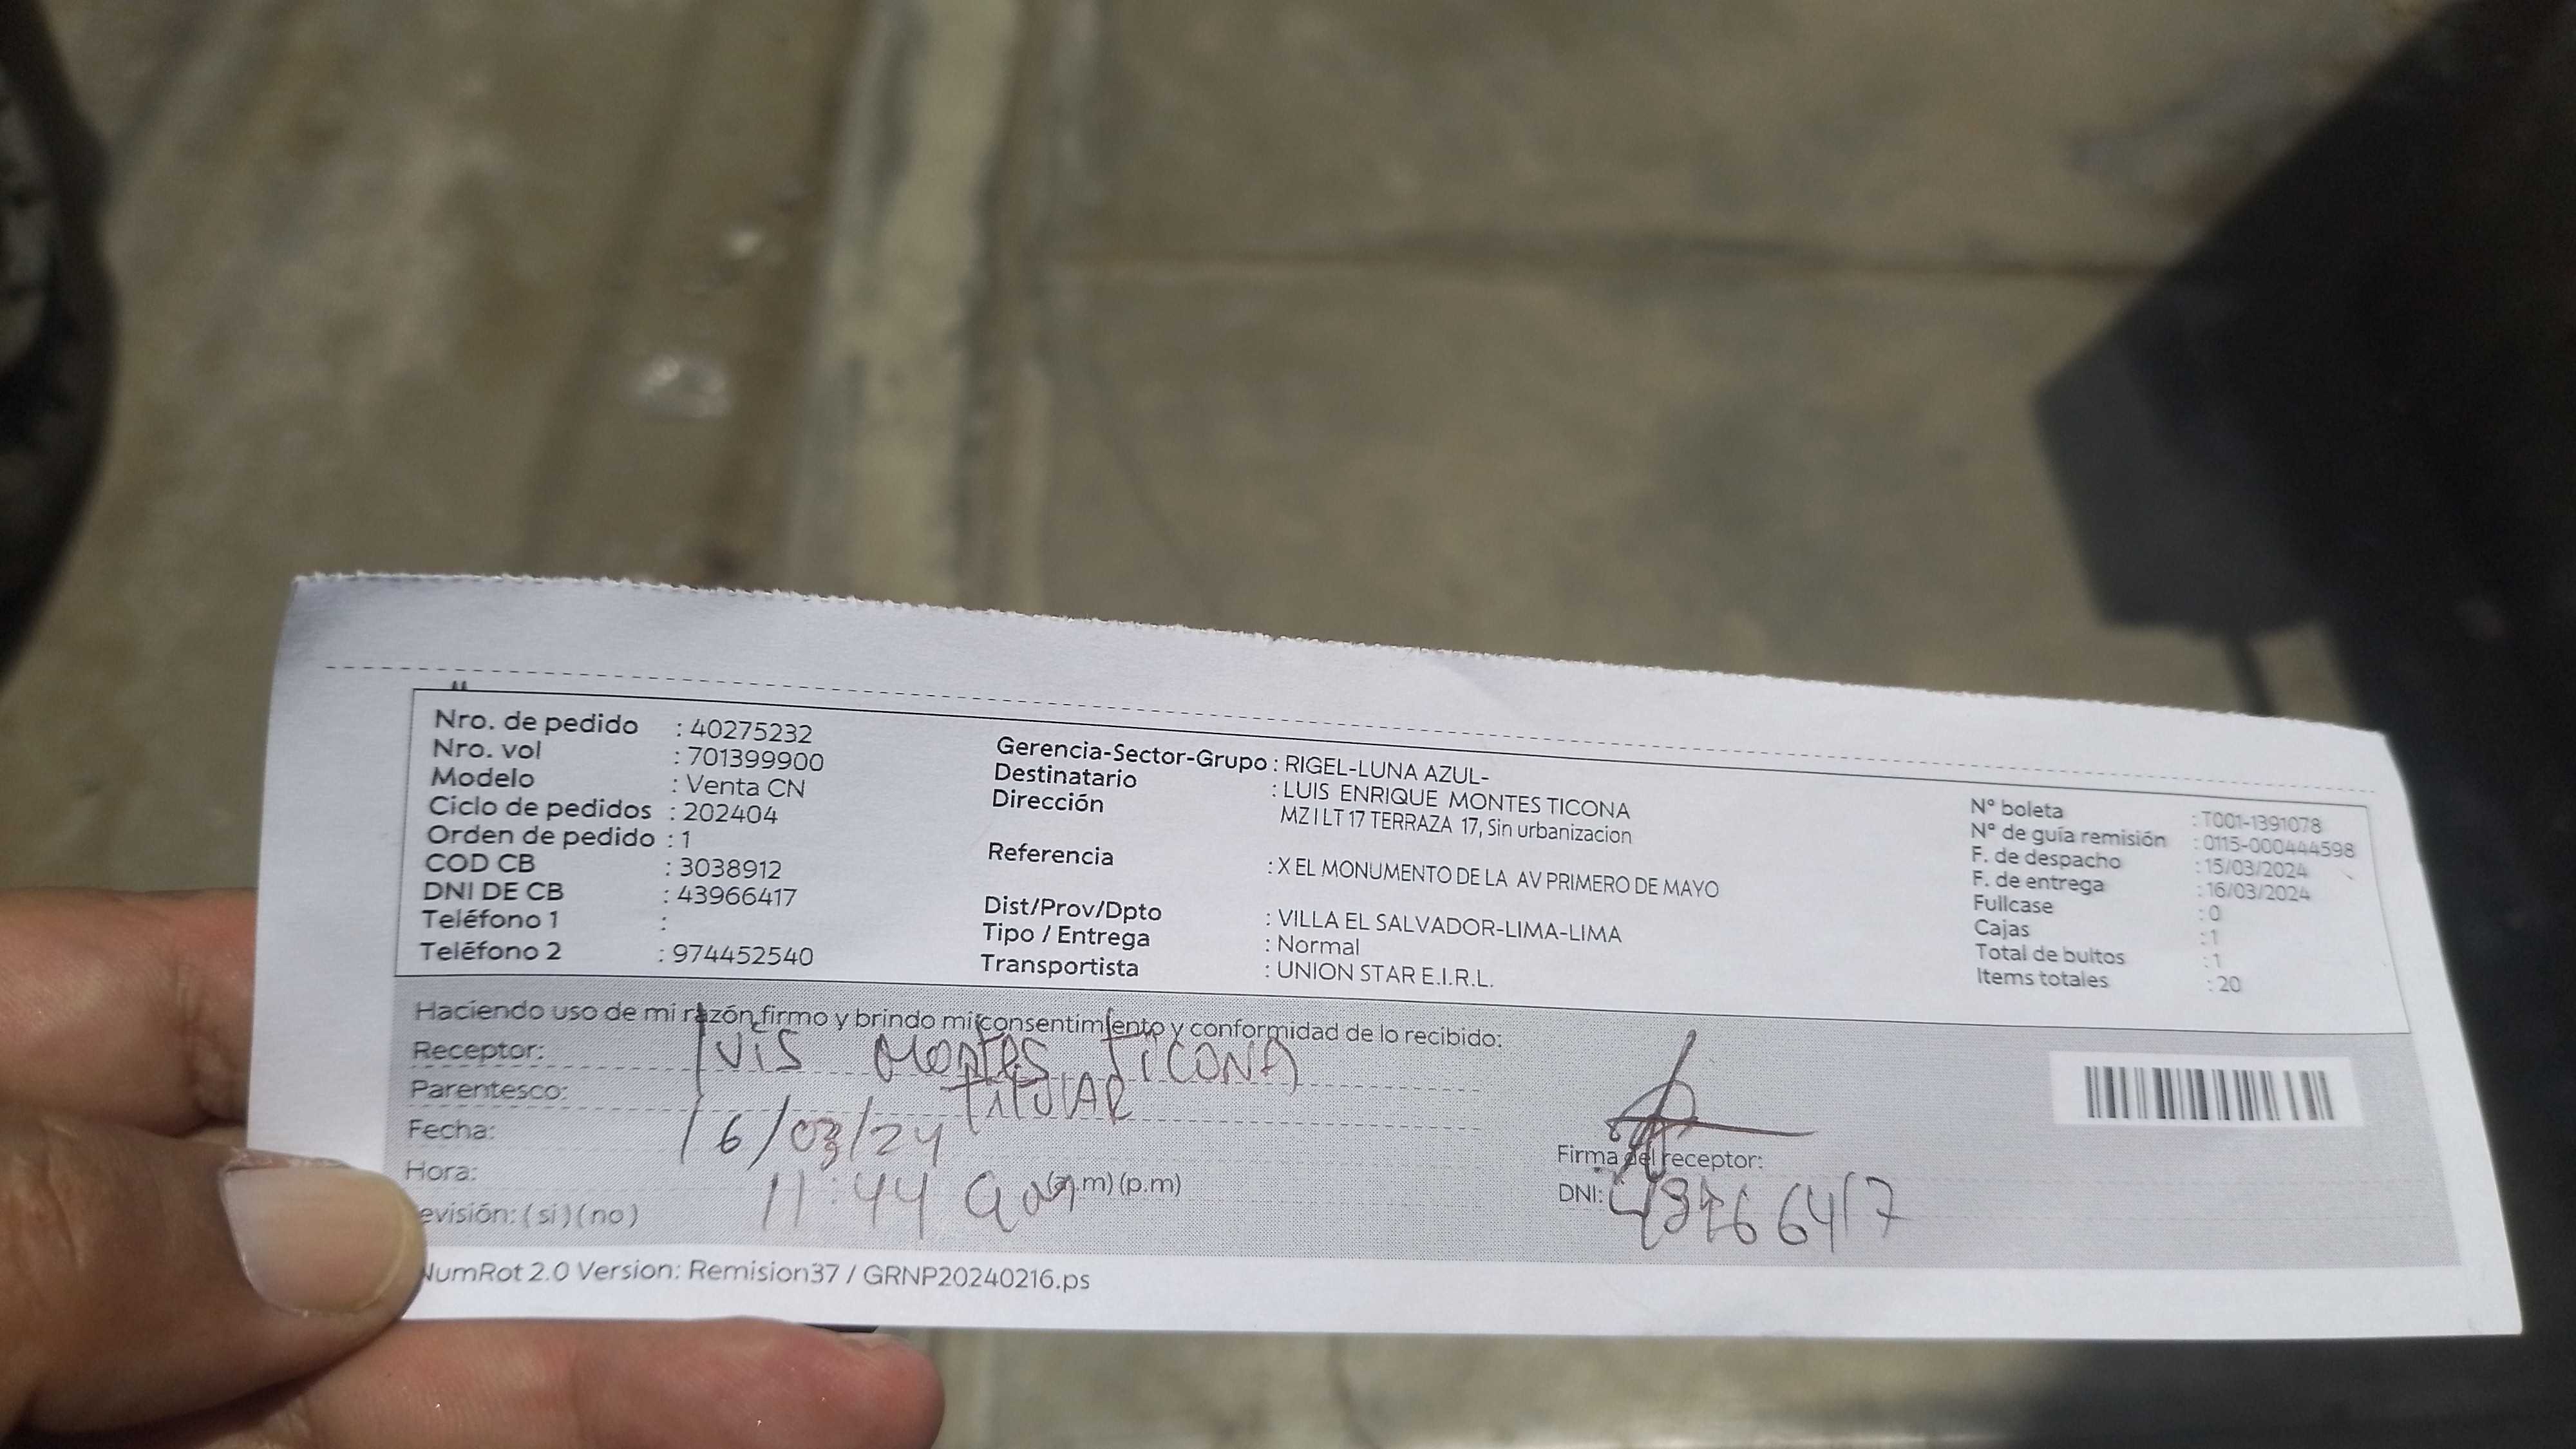 Nro. de pedido : 40275232
Nro. vol : 701399900
Modelo : Venta CN
Ciclo de pedidos : 202404
Orden de pedido : 1
COD CB : 3038912
DNI DE CB : 43966417
Teléfono 1 :
Teléfono 2 : 974452540
Gerencia-Sector-Grupo : RIGEL-LUNA AZUL-
Destinatario : LUIS ENRIQUE MONTES TICONA
Dirección MZ I LT 17 TERRAZA 17, Sin urbanizacion
Referencia : X EL MONUMENTO DE LA AV PRIMERO DE MAYO
Dist/Prov/Dpto : VILLA EL SALVADOR-LIMA-LIMA
Tipo / Entrega : Normal
Transportista : UNION STAR E.I.R.L.
N° boleta : T001-1391078
N° de guía remisión : 0115-000444598
F. de despacho : 15/03/2024
F. de entrega : 16/03/2024
Fullcase : 0
Cajas : 1
Total de bultos : 1
Items totales : 20
Haciendo uso de mi razón firmo y brindo mi consentimiento y conformidad de lo recibido:
Receptor: LUIS MONTES TICONA
Parentesco: TITULAR
Fecha: 16/03/24
Hora: 11:44 am (a.m) (p.m)
evisión: ( si ) ( no )
Firma del receptor:
DNI: 43966417
NumRot 2.0 Version: Remision37 / GRNP20240216.ps